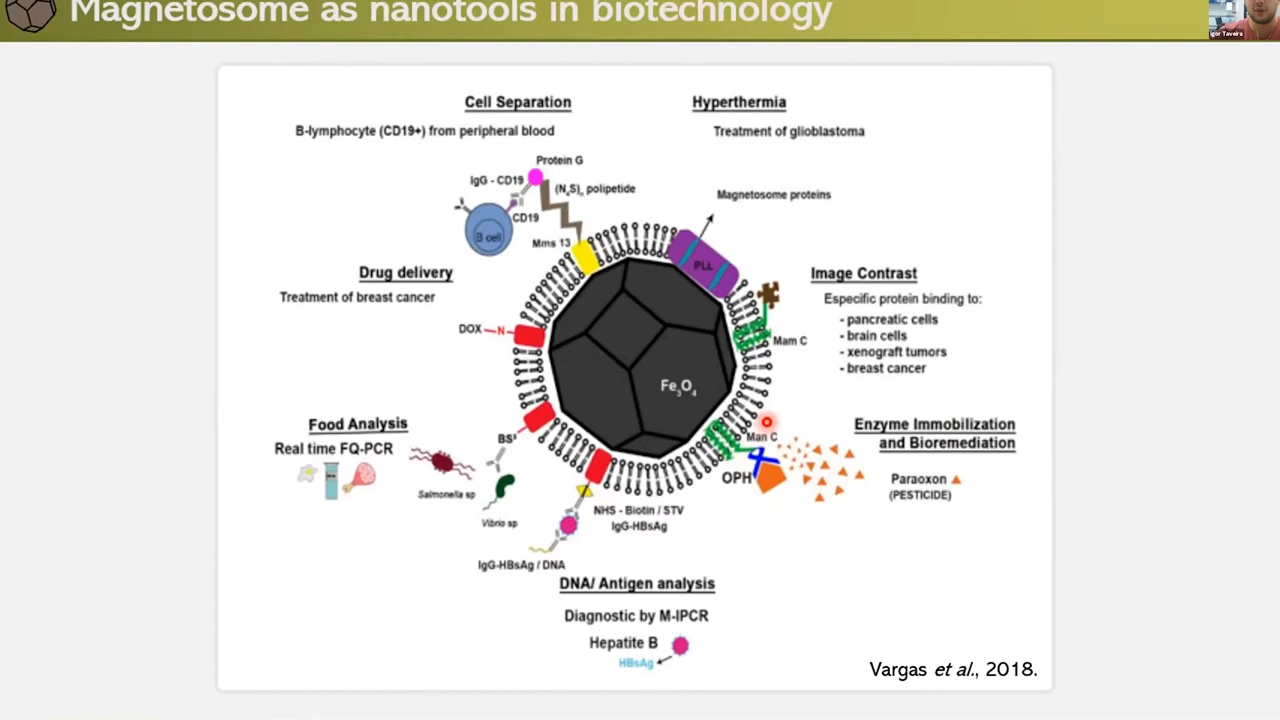 Magnetosome as nanotools in biotechnology
Igor Taveira
Cell Separation
B-lymphocyte (CD19+) from peripheral blood
Hyperthermia
Treatment of glioblastoma
Protein G
IgG - CD19
(N4S)n polipetide
CD19
B cell
Mms 13
Magnetosome proteins
PLL
Drug delivery
Treatment of breast cancer
DOX
N
Image Contrast
Especific protein binding to:
- pancreatic cells
- brain cells
- xenograft tumors
- breast cancer
Mam C
Fe3O4
Food Analysis
Real time FQ-PCR
Salmonella sp
Vibrio sp
BS3
Man C
OPH
Enzyme Immobilization
and Bioremediation
Paraoxon
(PESTICIDE)
NHS - Biotin / STV
IgG-HBsAg
IgG-HBsAg / DNA
DNA/ Antigen analysis
Diagnostic by M-IPCR
Hepatite B
HBsAg
Vargas et al., 2018.